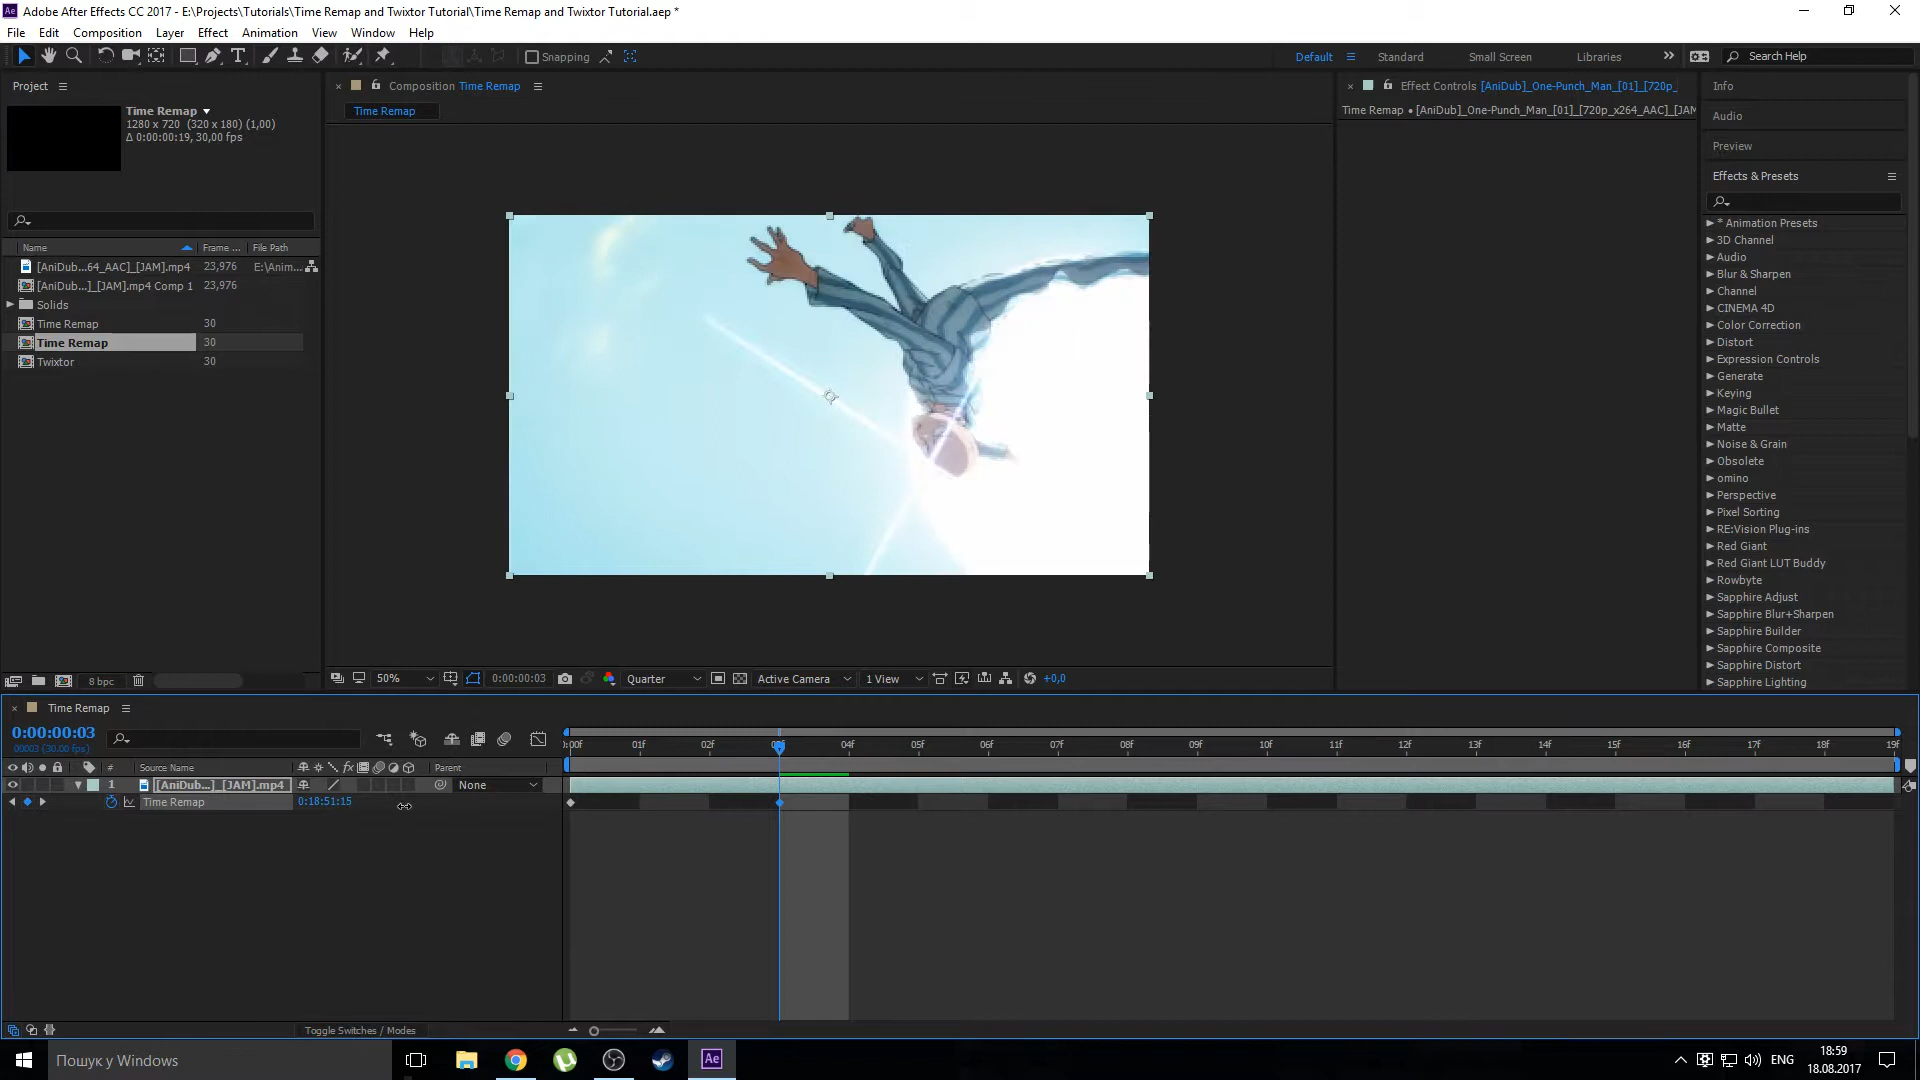 Adobe After Effects CC 2017 - E:\Projects\Tutorials\Time Remap and Twixtor Tutorial\Time Remap and Twixtor Tutorial.aep *
File Edit Composition Layer Effect Animation View Window Help
Snapping
Default Standard Small Screen Libraries Search Help
Project
Time Remap
1280 x 720 (320 x 180) (1,00)
Δ 0:00:00:19, 30,00 fps
Name Frame ... File Path
[AniDub...64_AAC]_[JAM].mp4 23,976 E:\Anim...
[AniDub...]_[JAM].mp4 Comp 1 23,976
Solids
Time Remap 30
Time Remap 30
Twixtor 30
8 bpc
Composition Time Remap
Time Remap
50% 0:00:00:03 Quarter Active Camera 1 View +0,0
Effect Controls [AniDub]_One-Punch_Man_[01]_[720p_
Time Remap • [AniDub]_One-Punch_Man_[01]_[720p_x264_AAC]_[JAM
Info
Audio
Preview
Effects & Presets
* Animation Presets
3D Channel
Audio
Blur & Sharpen
Channel
CINEMA 4D
Color Correction
Distort
Expression Controls
Generate
Keying
Magic Bullet
Matte
Noise & Grain
Obsolete
omino
Perspective
Pixel Sorting
RE:Vision Plug-ins
Red Giant
Red Giant LUT Buddy
Rowbyte
Sapphire Adjust
Sapphire Blur+Sharpen
Sapphire Builder
Sapphire Composite
Sapphire Distort
Sapphire Lighting
Time Remap
0:00:00:03
00003 (30.00 fps)
:00f 01f 02f 03f 04f 05f 06f 07f 08f 09f 10f 11f 12f 13f 14f 15f 16f 17f 18f 19f
# Source Name fx Parent
1 [AniDub...]_[JAM].mp4 None
Time Remap 0:18:51:15
Toggle Switches / Modes
Пошук у Windows
ENG
18:59
18.08.2017